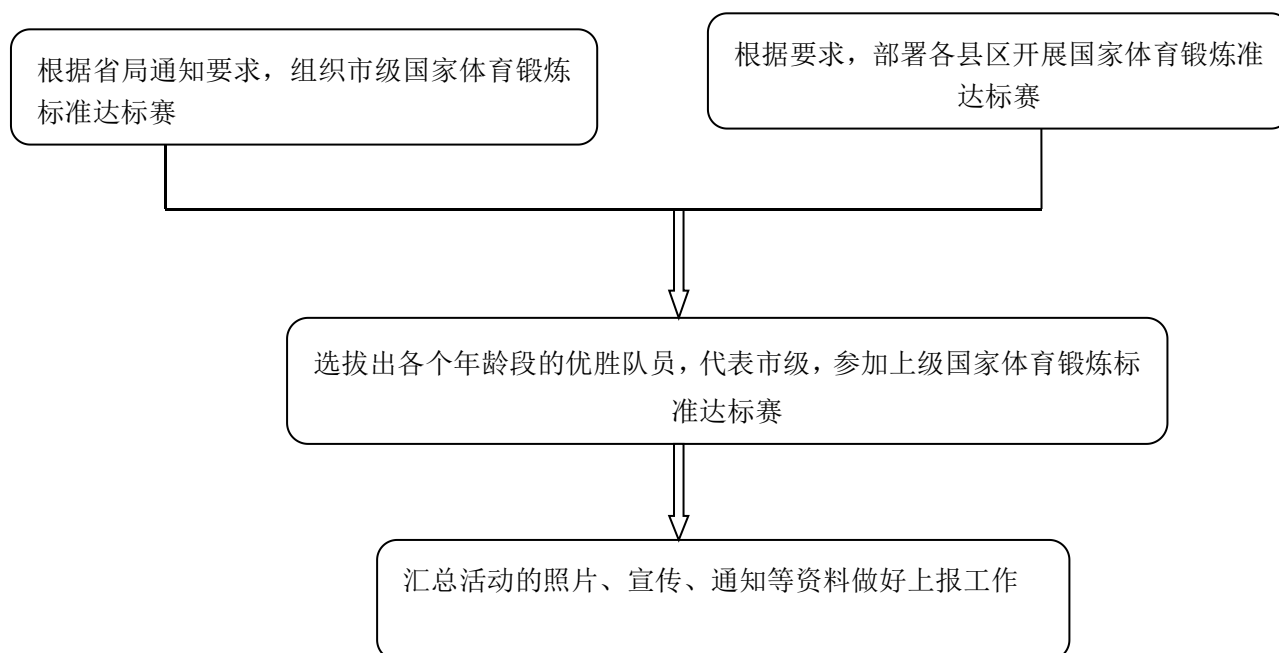 根据省局通知要求，组织市级国家体育锻炼
标准达标赛
根据要求，部署各县区开展国家体育锻炼准
达标赛
选拔出各个年龄段的优胜队员，代表市级，参加上级国家体育锻炼标
准达标赛
汇总活动的照片、宣传、通知等资料做好上报工作